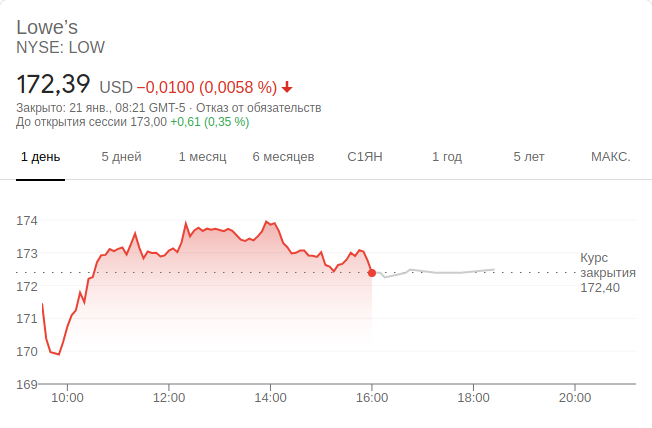 Lowe's
NYSE: LOW
172,39 USD −0,0100 (0,0058 %)
Закрыто: 21 янв., 08:21 GMT-5 · Отказ от обязательств
До открытия сессии 173,00 +0,61 (0,35 %)
1 день 5 дней 1 месяц 6 месяцев С1ЯН 1 год 5 лет МАКС.
174
173
172
171
170
169
Курс
закрытия
172,40
10:00 12:00 14:00 16:00 18:00 20:00